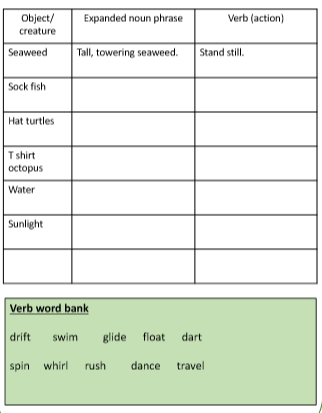 Object/ Expanded noun phrase Verb (action)
creature
Seaweed Tall, towering seaweed. Stand still.
Sock fish
Hat turtles
T shirt
octopus
Water
Sunlight
Verb word bank
drift swim glide float dart
spin whirl rush dance travel